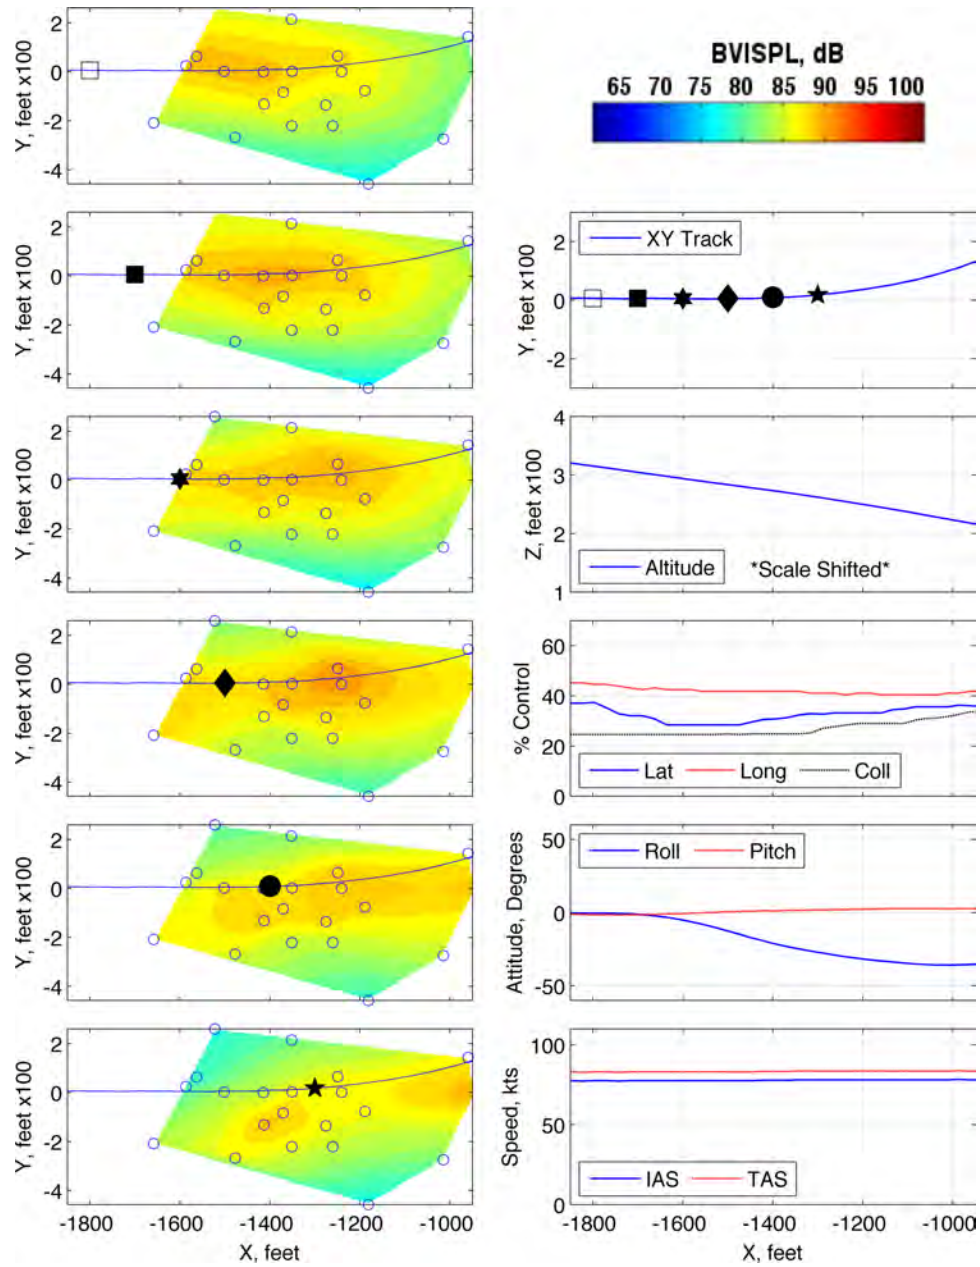 2
0
-2
-4
Y, feet x100
BVISPL, dB
65 70 75 80 85 90 95 100
2
0
-2
-4
Y, feet x100
XY Track
2
0
-2
Y, feet x100
2
0
-2
-4
Y, feet x100
4
3
2
1
Z, feet x100
Altitude
*Scale Shifted*
2
0
-2
-4
Y, feet x100
60
40
20
0
% Control
Lat Long Coll
2
0
-2
-4
Y, feet x100
50
0
-50
Attitude, Degrees
Roll Pitch
2
0
-2
-4
Y, feet x100
-1800 -1600 -1400 -1200 -1000
X, feet
100
50
0
Speed, kts
IAS TAS
-1800 -1600 -1400 -1200 -1000
X, feet